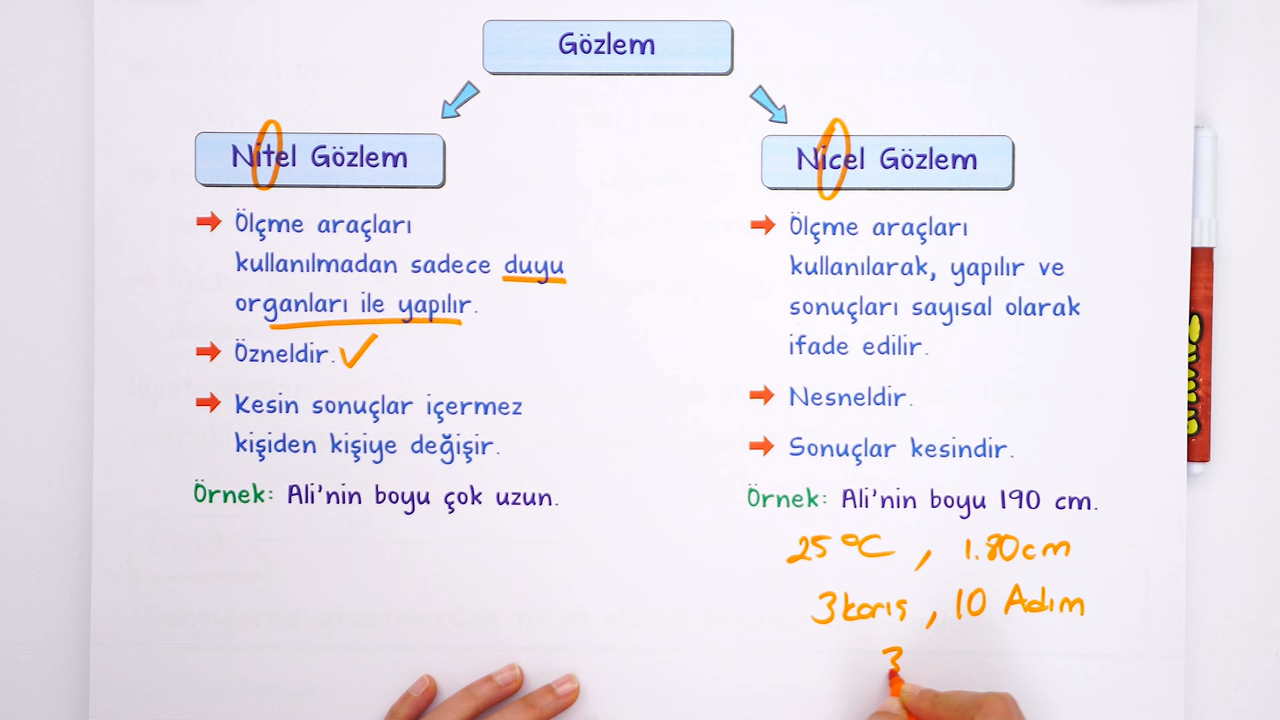 Gözlem
Nitel Gözlem
Ölçme araçları
kullanılmadan sadece duyu
organları ile yapılır.
Özneldir.
Kesin sonuçlar içermez
kişiden kişiye değişir.
Örnek: Ali'nin boyu çok uzun.
Nicel Gözlem
Ölçme araçları
kullanılarak, yapılır ve
sonuçları sayısal olarak
ifade edilir.
Nesneldir.
Sonuçlar kesindir.
Örnek: Ali'nin boyu 190 cm.
25 °C , 1.80cm
3 karış , 10 Adım
3